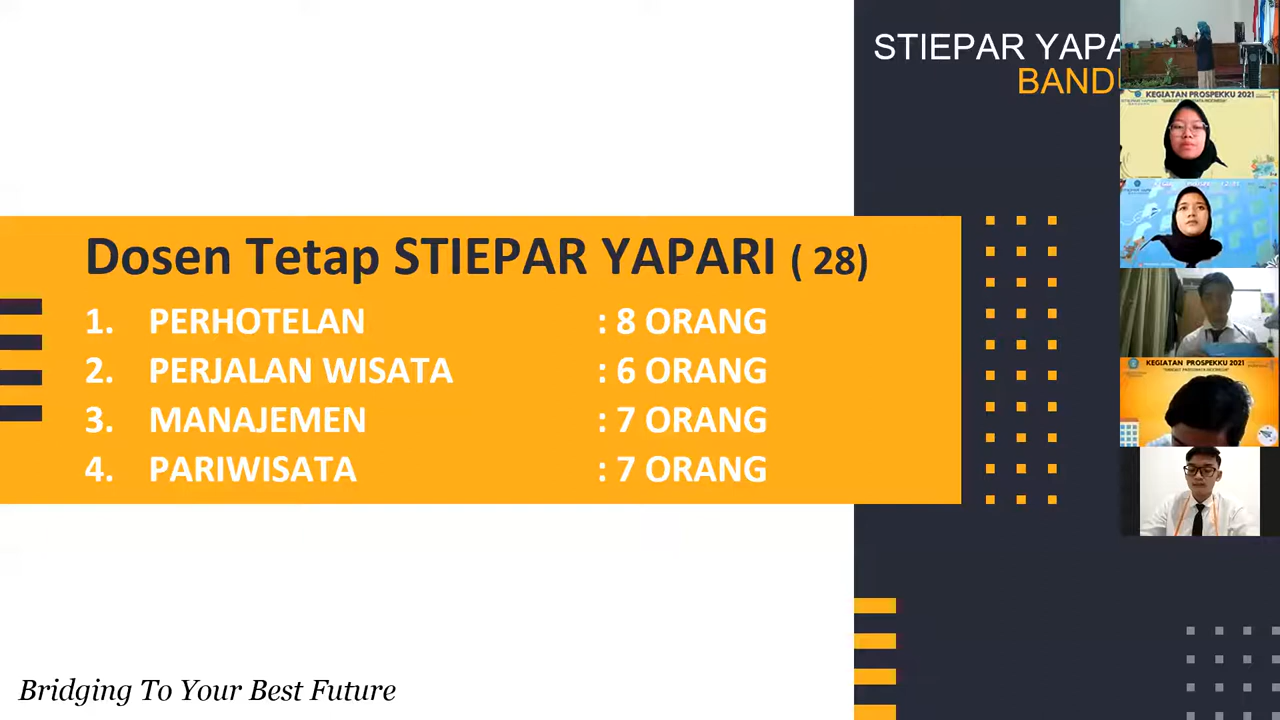 STIEPAR YAPA
BAND
Dosen Tetap STIEPAR YAPARI ( 28)
1. PERHOTELAN : 8 ORANG
2. PERJALAN WISATA : 6 ORANG
3. MANAJEMEN : 7 ORANG
4. PARIWISATA : 7 ORANG
Bridging To Your Best Future
KEGIATAN PROSPEKKU 2021
KEGIATAN PROSPEKKU 2021